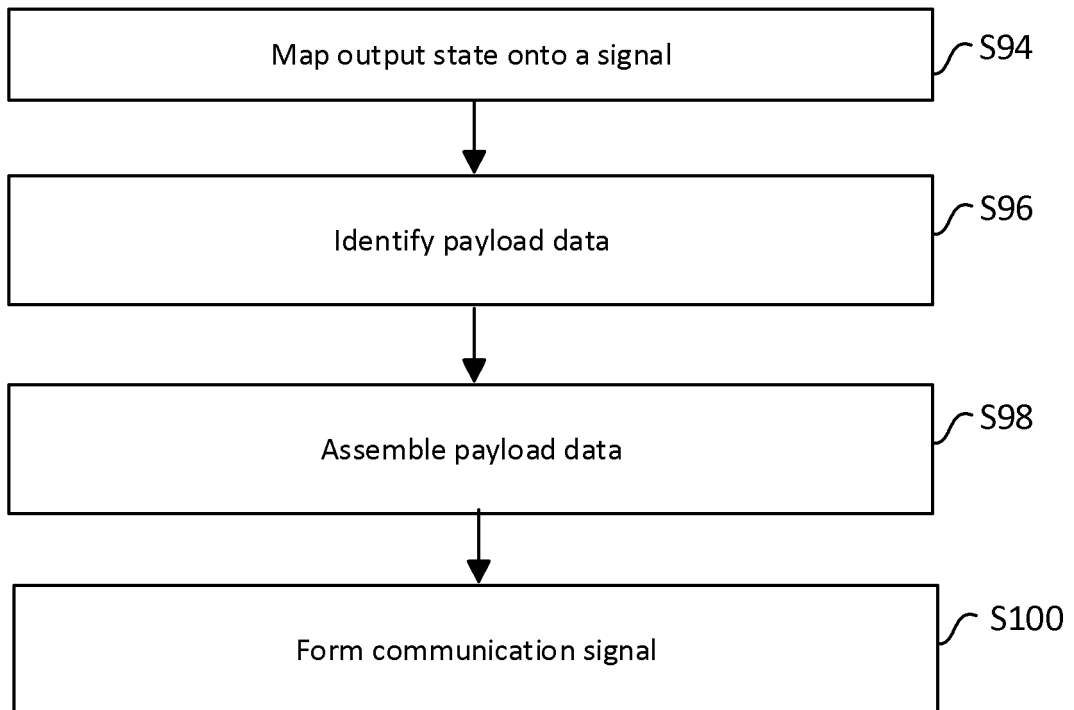 Map output state onto a signal
S94
Identify payload data
S96
Assemble payload data
S98
Form communication signal
S100